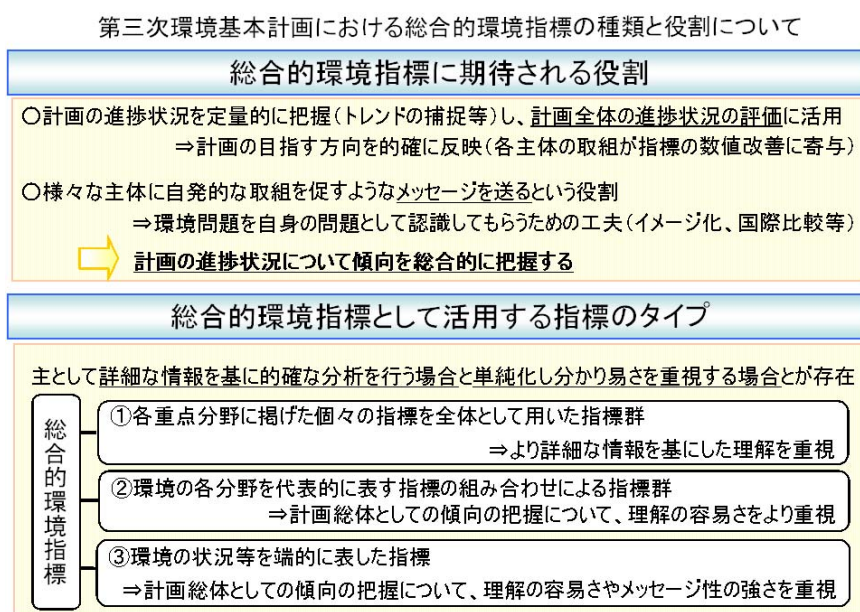 第三次環境基本計画における総合的環境指標の種類と役割について
総合的環境指標に期待される役割
○計画の進捗状況を定量的に把握(トレンドの捕捉等)し、計画全体の進捗状況の評価に活用
⇒計画の目指す方向を的確に反映(各主体の取組が指標の数値改善に寄与)
○様々な主体に自発的な取組を促すようなメッセージを送るという役割
⇒環境問題を自身の問題として認識してもらうための工夫(イメージ化、国際比較等)
計画の進捗状況について傾向を総合的に把握する
総合的環境指標として活用する指標のタイプ
主として詳細な情報を基に的確な分析を行う場合と単純化し分かり易さを重視する場合とが存在
総合的環境指標
①各重点分野に掲げた個々の指標を全体として用いた指標群
⇒より詳細な情報を基にした理解を重視
②環境の各分野を代表的に表す指標の組み合わせによる指標群
⇒計画総体としての傾向の把握について、理解の容易さをより重視
③環境の状況等を端的に表した指標
⇒計画総体としての傾向の把握について、理解の容易さやメッセージ性の強さを重視